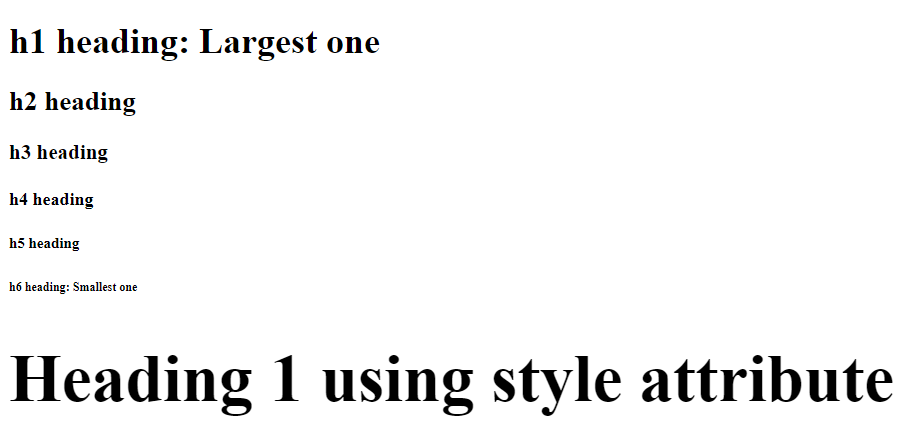 h1 heading: Largest one
h2 heading
h3 heading
h4 heading
h5 heading
h6 heading: Smallest one
Heading 1 using style attribute